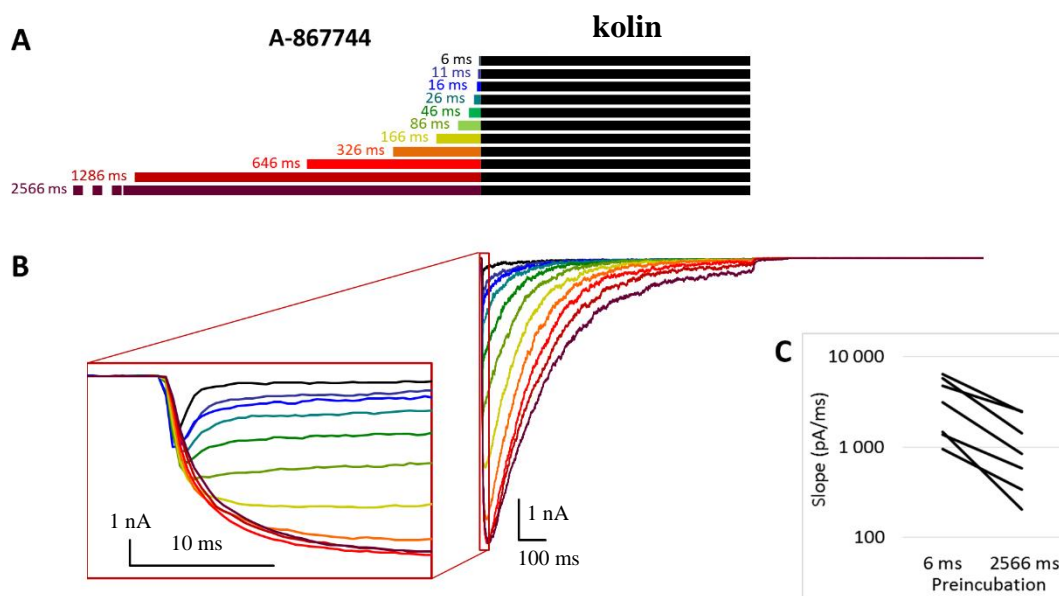 A
A-867744
kolin
6 ms
11 ms
16 ms
26 ms
46 ms
86 ms
166 ms
326 ms
646 ms
1286 ms
2566 ms
B
1 nA
10 ms
1 nA
100 ms
C
10 000
1 000
100
Slope (pA/ms)
6 ms 2566 ms
Preincubation